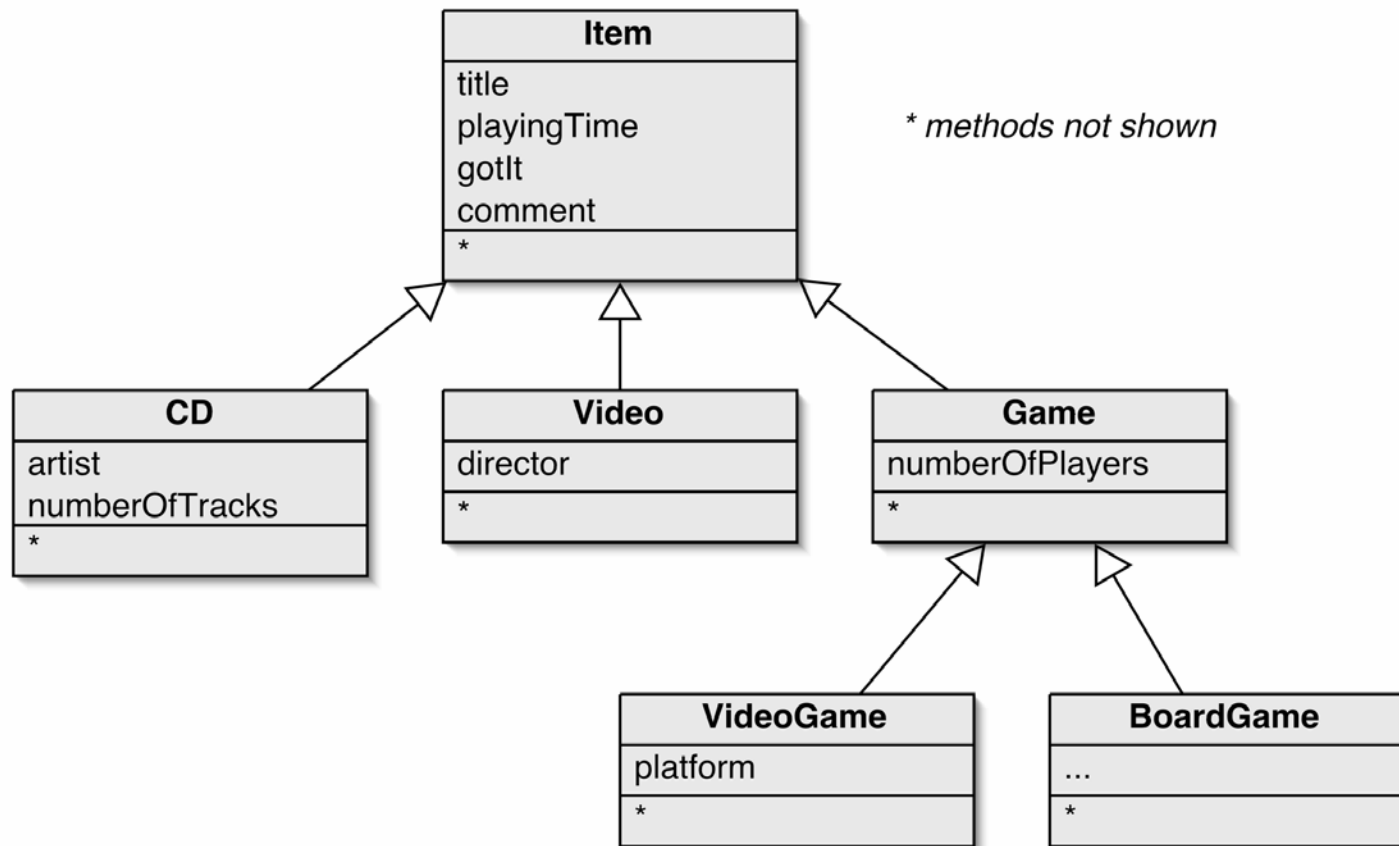 Item
title
playingTime
gotIt
comment
*
* methods not shown
CD
artist
numberOfTracks
*
Video
director
*
Game
numberOfPlayers
*
VideoGame
platform
*
BoardGame
...
*